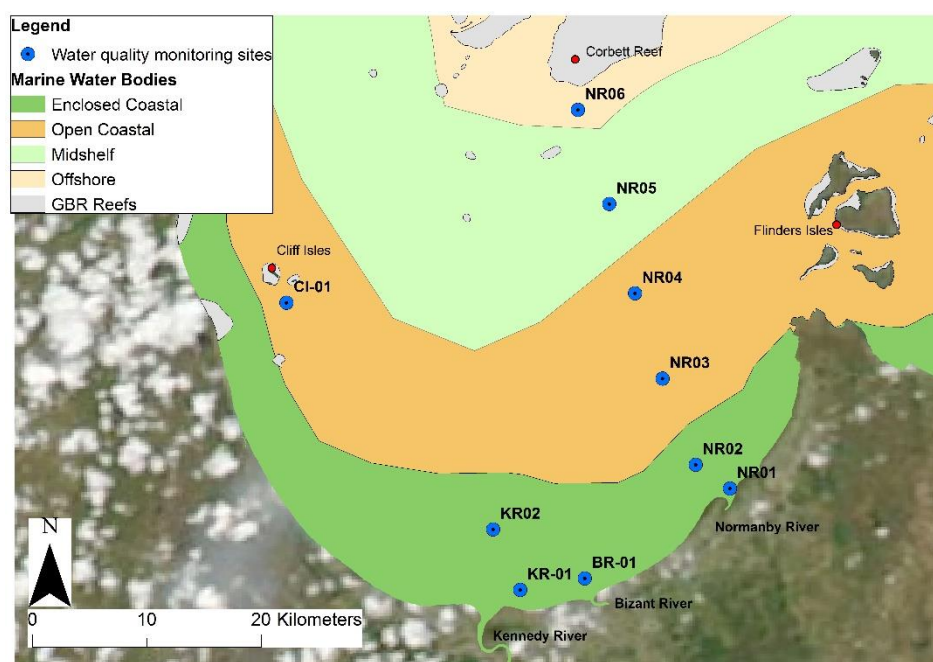 Legend
Water quality monitoring sites
Marine Water Bodies
Enclosed Coastal
Open Coastal
Midshelf
Offshore
GBR Reefs
Corbett Reef
NR06
NR05
Flinders Isles
Cliff Isles
CI-01
NR04
NR03
NR02
NR01
Normanby River
KR02
BR-01
KR-01
Bizant River
Kennedy River
N
0 10 20 Kilometers